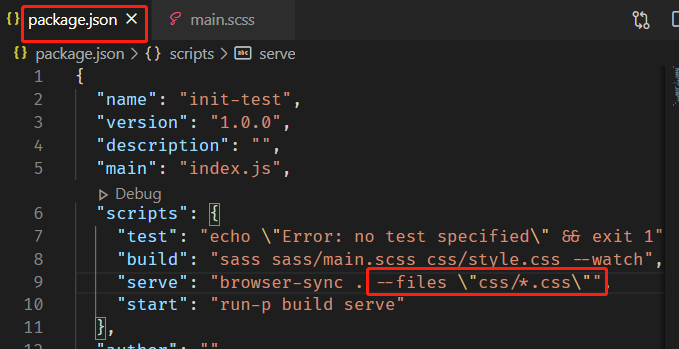 package.json × main.scss
package.json > {} scripts > abc serve
1 {
2 "name": "init-test",
3 "version": "1.0.0",
4 "description": "",
5 "main": "index.js",
Debug
6 "scripts": {
7 "test": "echo \"Error: no test specified\" && exit 1"
8 "build": "sass sass/main.scss css/style.css --watch",
9 "serve": "browser-sync . --files \"css/*.css\"",
10 "start": "run-p build serve"
11 },
12 "author": ""